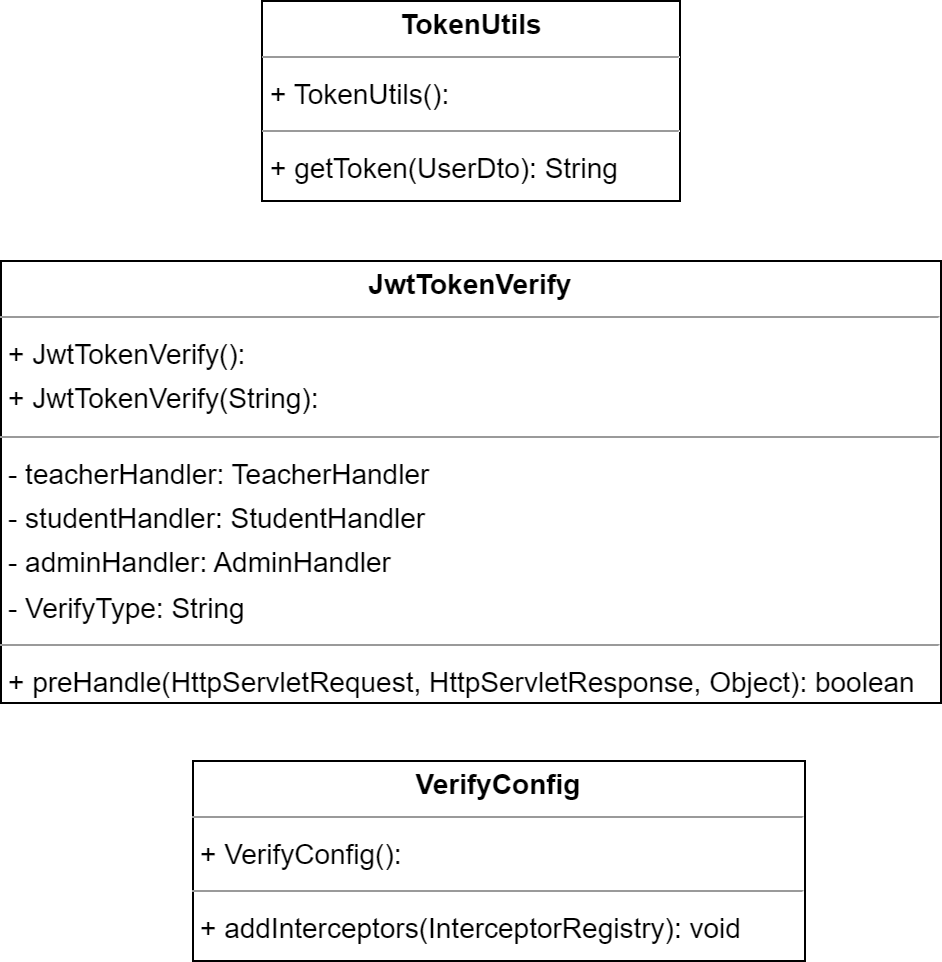 TokenUtils
+ TokenUtils():
+ getToken(UserDto): String
JwtTokenVerify
+ JwtTokenVerify():
+ JwtTokenVerify(String):
- teacherHandler: TeacherHandler
- studentHandler: StudentHandler
- adminHandler: AdminHandler
- VerifyType: String
+ preHandle(HttpServletRequest, HttpServletResponse, Object): boolean
VerifyConfig
+ VerifyConfig():
+ addInterceptors(InterceptorRegistry): void